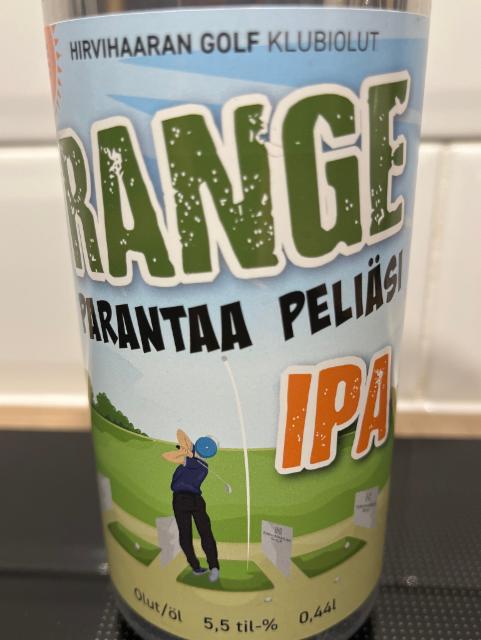 HIRVIHAARAN GOLF KLUBIOLUT
RANGE
PARANTAA PELIÄSI
IPA
Olut/öl 5,5 til-% 0,44l